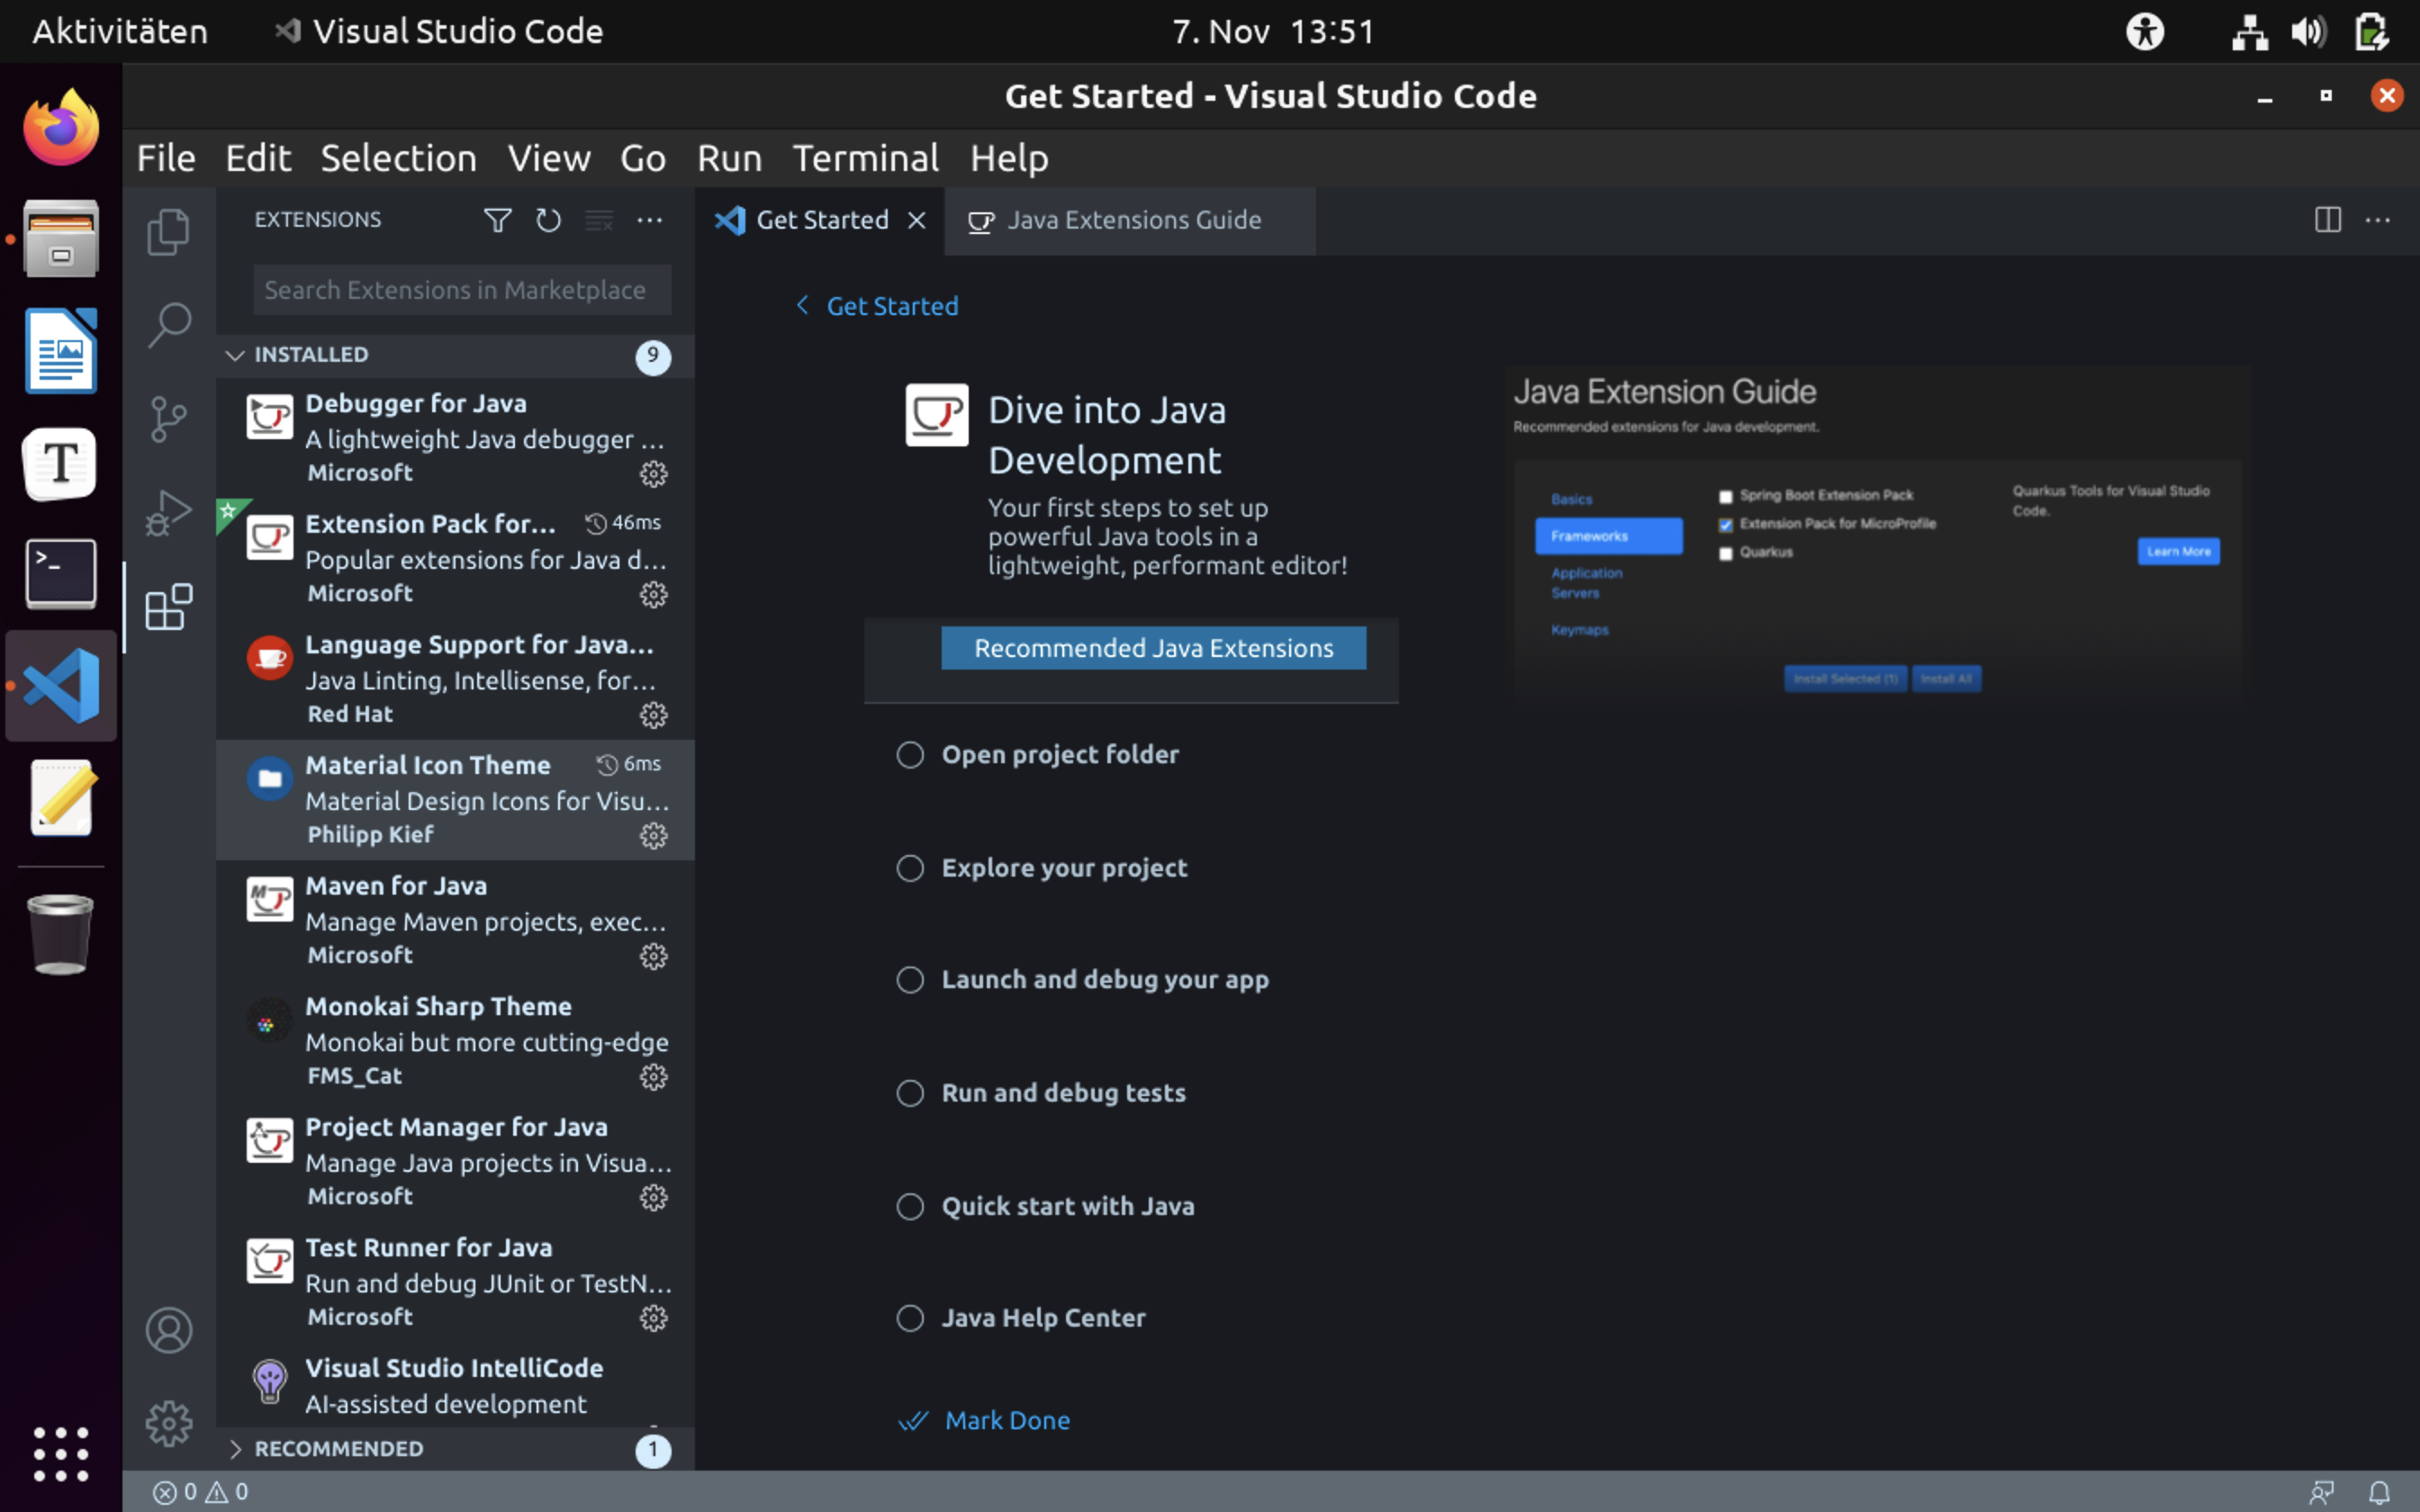 Aktivitäten
Visual Studio Code
7. Nov 13:51
Get Started - Visual Studio Code
File Edit Selection View Go Run Terminal Help
EXTENSIONS
Search Extensions in Marketplace
INSTALLED
9
Debugger for Java
A lightweight Java debugger ...
Microsoft
Extension Pack for... 46ms
Popular extensions for Java d...
Microsoft
Language Support for Java...
Java Linting, Intellisense, for...
Red Hat
Material Icon Theme 6ms
Material Design Icons for Visu...
Philipp Kief
Maven for Java
Manage Maven projects, exec...
Microsoft
Monokai Sharp Theme
Monokai but more cutting-edge
FMS_Cat
Project Manager for Java
Manage Java projects in Visua...
Microsoft
Test Runner for Java
Run and debug JUnit or TestN...
Microsoft
Visual Studio IntelliCode
AI-assisted development
RECOMMENDED
1
Get Started
Java Extensions Guide
Get Started
Dive into Java
Development
Your first steps to set up
powerful Java tools in a
lightweight, performant editor!
Recommended Java Extensions
Open project folder
Explore your project
Launch and debug your app
Run and debug tests
Quick start with Java
Java Help Center
Mark Done
Java Extension Guide
Recommended extensions for Java development.
Basics
Frameworks
Application
Servers
Keymaps
Spring Boot Extension Pack
Extension Pack for MicroProfile
Quarkus
Quarkus Tools for Visual Studio
Code.
Learn More
Install Selected (1)
Install All
0 0